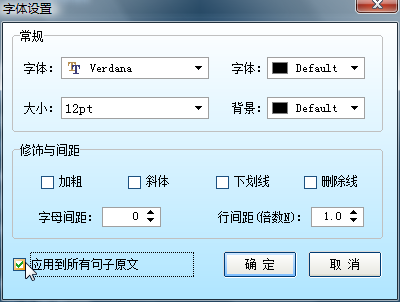 字体设置
常规
字体： Verdana 字体： Default
大小： 12pt 背景： Default
修饰与间距
加粗 斜体 下划线 删除线
字母间距： 0 行间距(倍数N)： 1.0
应用到所有句子原文 确 定 取 消